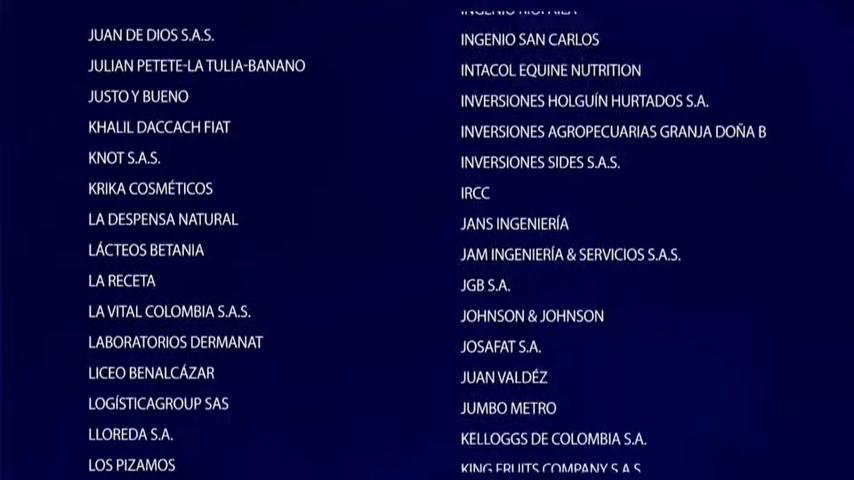 JUAN DE DIOS S.A.S.
JULIAN PETETE-LA TULIA-BANANO
JUSTO Y BUENO
KHALIL DACCACH FIAT
KNOT S.A.S.
KRIKA COSMÉTICOS
LA DESPENSA NATURAL
LÁCTEOS BETANIA
LA RECETA
LA VITAL COLOMBIA S.A.S.
LABORATORIOS DERMANAT
LICEO BENALCÁZAR
LOGÍSTICAGROUP SAS
LLOREDA S.A.
LOS PIZAMOS
INGENIO SAN CARLOS
INTACOL EQUINE NUTRITION
INVERSIONES HOLGUÍN HURTADOS S.A.
INVERSIONES AGROPECUARIAS GRANJA DOÑA B
INVERSIONES SIDES S.A.S.
IRCC
JANS INGENIERÍA
JAM INGENIERÍA & SERVICIOS S.A.S.
JGB S.A.
JOHNSON & JOHNSON
JOSAFAT S.A.
JUAN VALDÉZ
JUMBO METRO
KELLOGGS DE COLOMBIA S.A.
KING FRUITS COMPANY S.A.S.